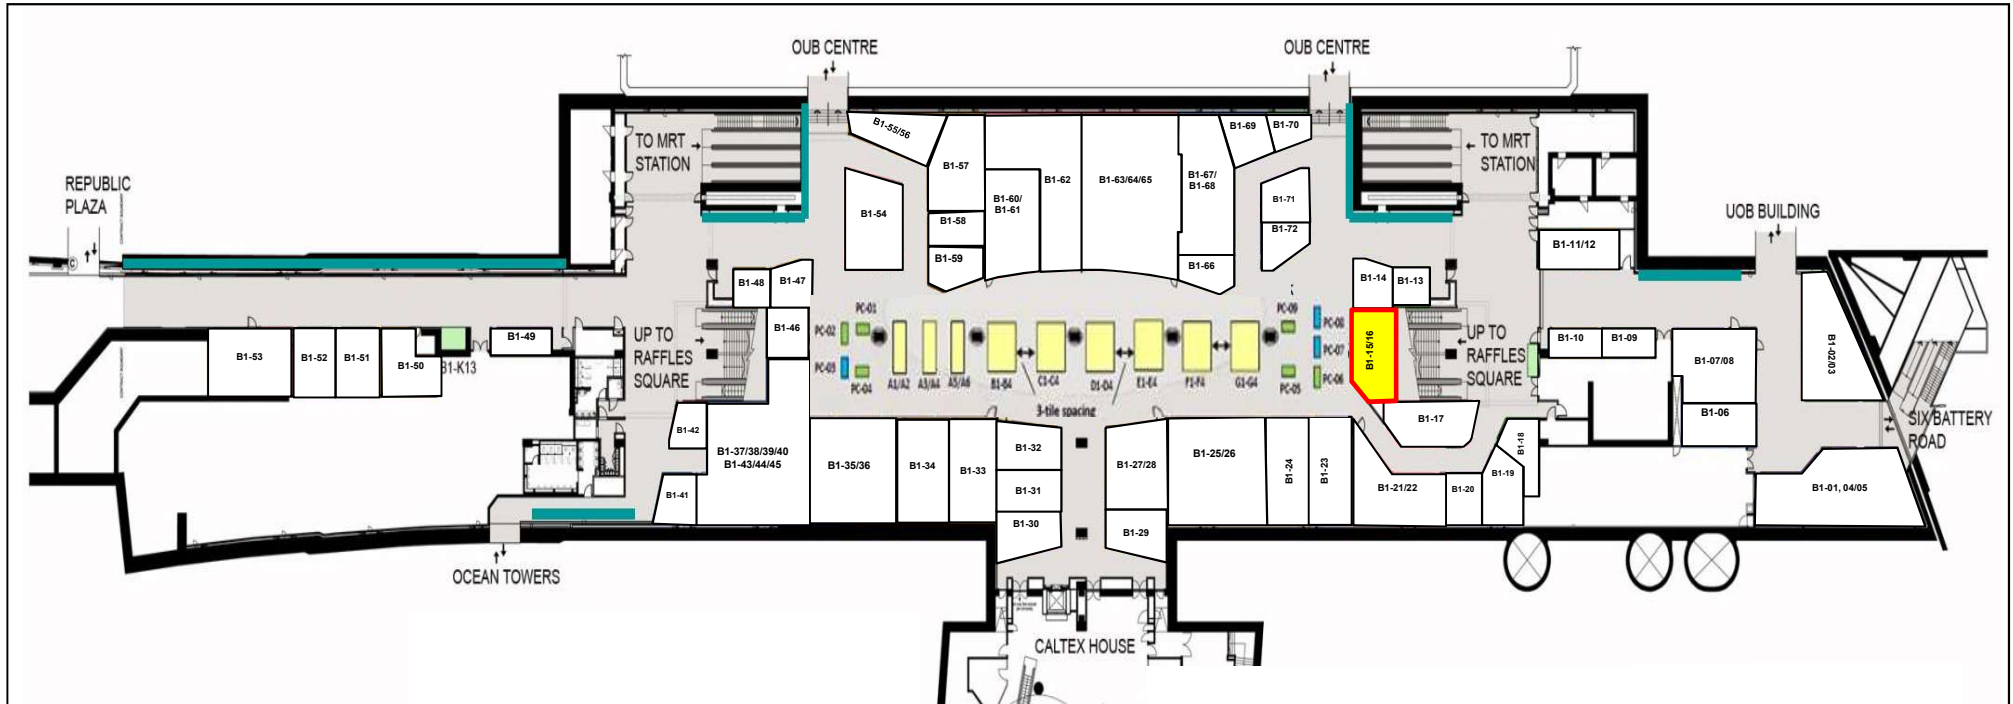 OUB CENTRE
OUB CENTRE
TO MRT
STATION
TO MRT
STATION
B1-55/56
B1-57
B1-62
B1-63/64/65
B1-67/
B1-68
B1-69
B1-70
REPUBLIC
PLAZA
C
B1-60/
B1-61
B1-54
B1-58
B1-59
B1-66
B1-71
B1-72
UOB BUILDING
B1-11/12
B1-48
B1-47
B1-46
B1-14
B1-13
PC-01
PC-02
PC-03
PC-04
PC-09
PC-08
PC-07
PC-05
PC-06
UP TO
RAFFLES
SQUARE
UP TO
RAFFLES
SQUARE
B1-15/16
B1-53
B1-52
B1-51
B1-50
B1-K13
B1-49
B1-10
B1-09
B1-07/08
B1-02/03
B1-06
A1/A2
A3/A4
A5/A6
B1-B4
C1-C4
D1-D4
E1-E4
F1-F4
G1-G4
3-tile spacing
B1-17
B1-18
B1-19
B1-20
B1-21/22
B1-23
B1-24
B1-25/26
B1-27/28
B1-29
B1-30
B1-31
B1-32
B1-33
B1-34
B1-35/36
B1-37/38/39/40
B1-43/44/45
B1-42
B1-41
SIX BATTERY
ROAD
B1-01, 04/05
OCEAN TOWERS
CALTEX HOUSE